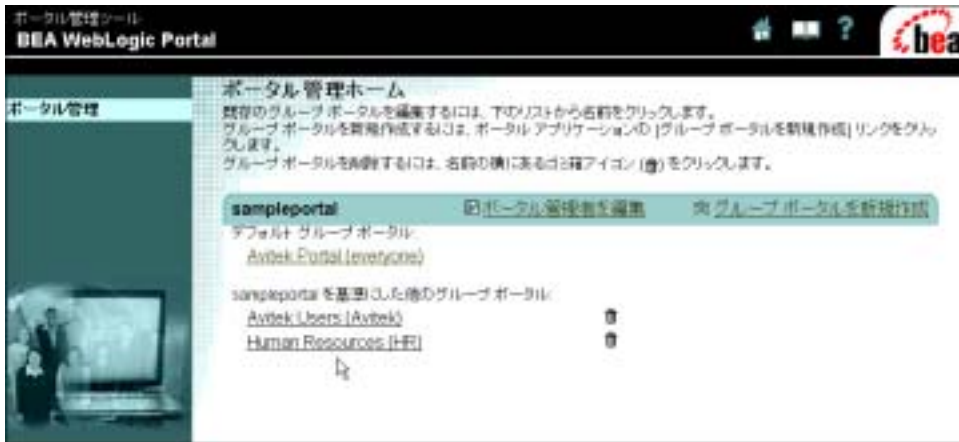 ポータル管理ツール
BEA WebLogic Portal
?
bea
ポータル管理
ポータル管理ホーム
既存のグループ ポータルを編集するには、下のリストから名前をクリックします。
グループ ポータルを新規作成するには、ポータル アプリケーションの [グループ ポータルを新規作成] リンクをクリッ
クします。
グループ ポータルを削除するには、名前の横にあるゴミ箱アイコン ( ) をクリックします。
sampleportal ポータル管理者を編集 グループ ポータルを新規作成
デフォルト グループ ポータル:
Avitek Portal (everyone)
sampleportal を基準にした他のグループ ポータル:
Avitek Users (Avitek)
Human Resources (HR)